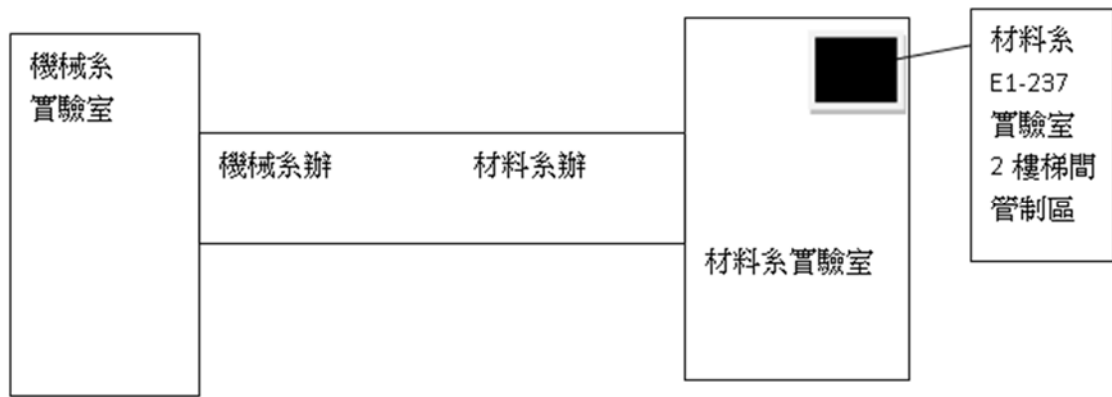 機械系
實驗室
機械系辦
材料系辦
材料系實驗室
材料系
E1-237
實驗室
2 樓梯間
管制區